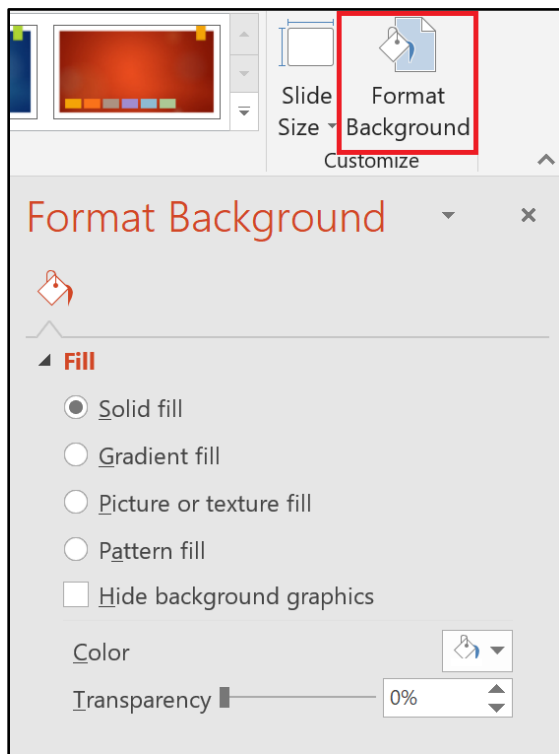 Slide
Size
Format
Background
Customize
Format Background
Fill
Solid fill
Gradient fill
Picture or texture fill
Pattern fill
Hide background graphics
Color
Transparency
0%